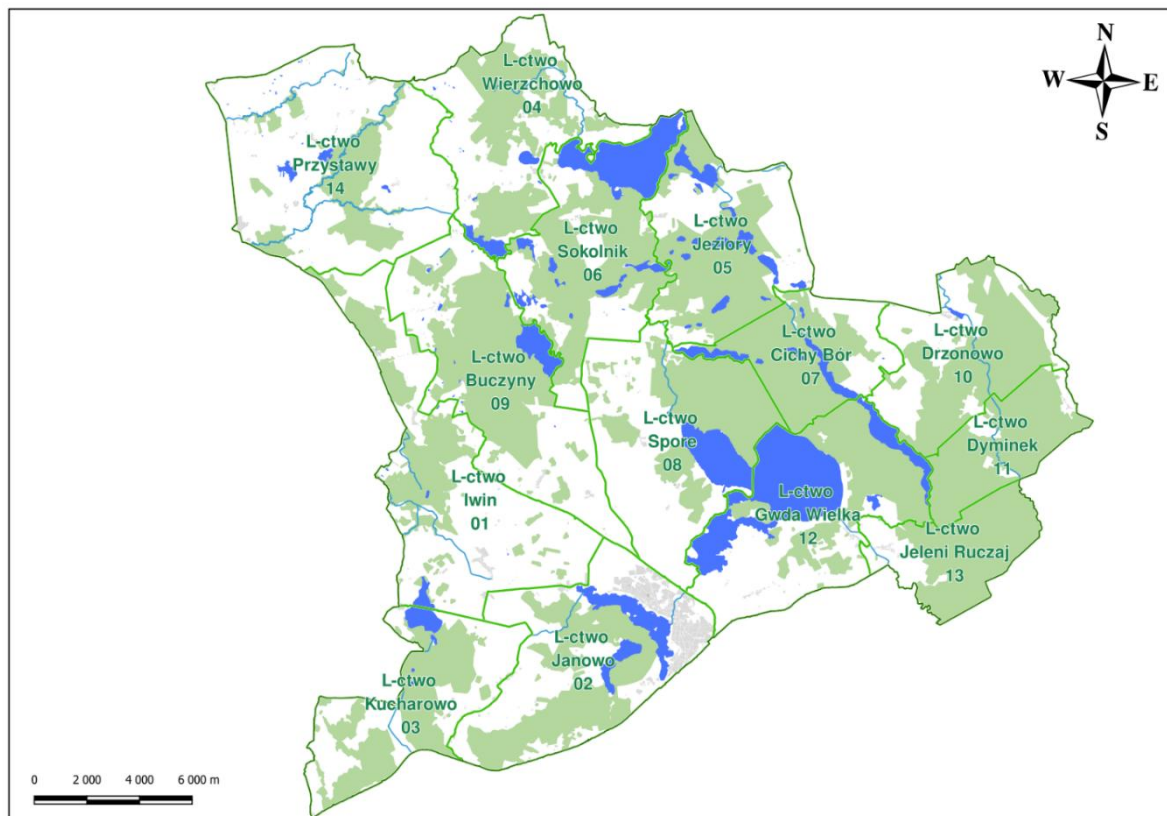 L-ctwo
Wierzchowo
04
N
W
E
S
L-ctwo
Przystawy
14
L-ctwo
Sokolnik
06
L-ctwo
Jeziory
05
L-ctwo
Cichy Bór
07
L-ctwo
Drzonowo
10
L-ctwo
Buczyny
09
L-ctwo
Spore
08
L-ctwo
Dyminek
11
L-ctwo
Iwin
01
L-ctwo
Gwda Wielka
12
L-ctwo
Jeleni Ruczaj
13
L-ctwo
Janowo
02
L-ctwo
Kucharowo
03
0 2 000 4 000 6 000 m